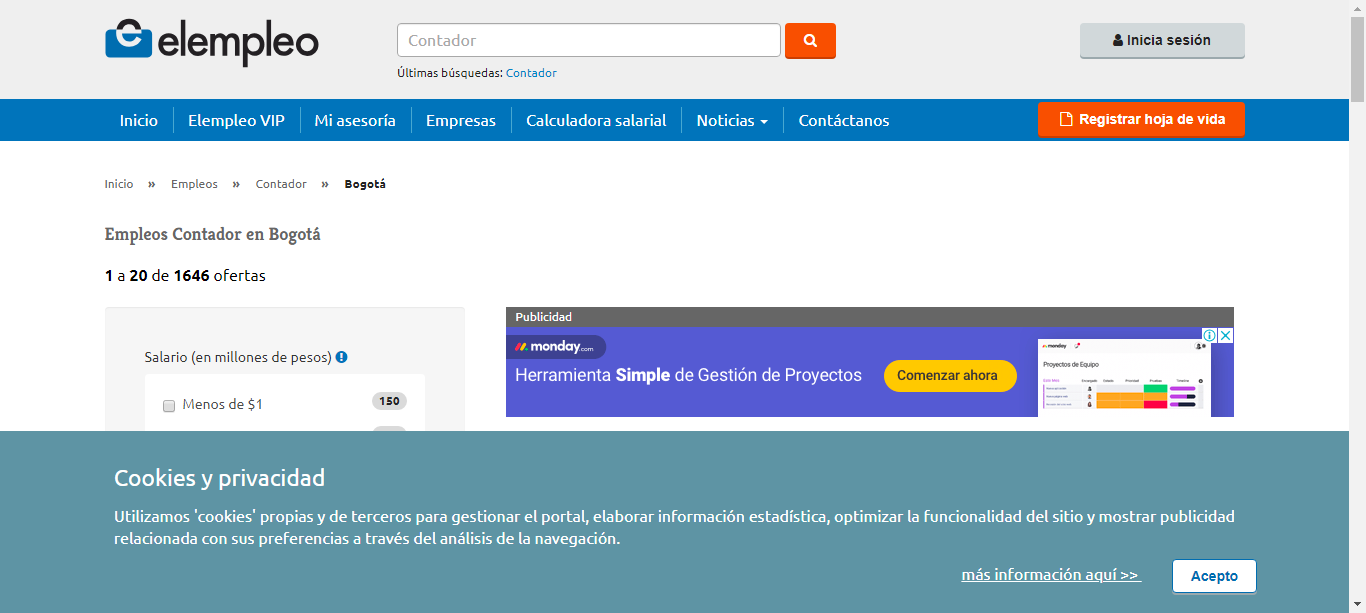 elempleo
Contador
Inicia sesión
Últimas búsquedas: Contador
Inicio
Elempleo VIP
Mi asesoría
Empresas
Calculadora salarial
Noticias
Contáctanos
Registrar hoja de vida
Inicio » Empleos » Contador » Bogotá
Empleos Contador en Bogotá
1 a 20 de 1646 ofertas
Salario (en millones de pesos)
Menos de $1
150
Publicidad
monday.com
Herramienta Simple de Gestión de Proyectos
Comenzar ahora
monday
Proyectos de Equipo
Cookies y privacidad
Utilizamos 'cookies' propias y de terceros para gestionar el portal, elaborar información estadística, optimizar la funcionalidad del sitio y mostrar publicidad
relacionada con sus preferencias a través del análisis de la navegación.
más información aquí >>
Acepto